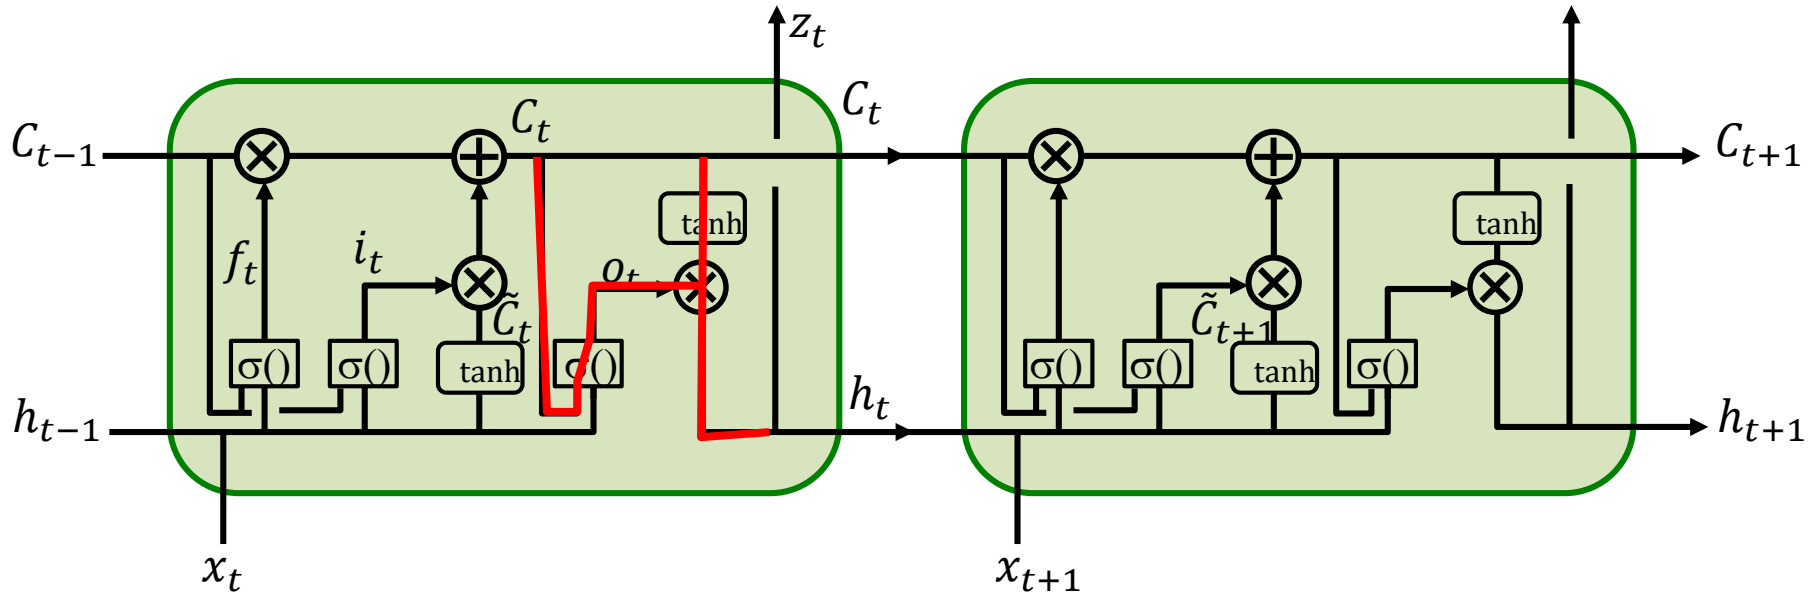 z_t
C_{t-1}
C_t
C_t
C_{t+1}
tanh
tanh
f_t
i_t
o_t
C̃_t
C̃_{t+1}
σ()
σ()
tanh
σ()
σ()
σ()
tanh
σ()
h_{t-1}
h_t
h_{t+1}
x_t
x_{t+1}